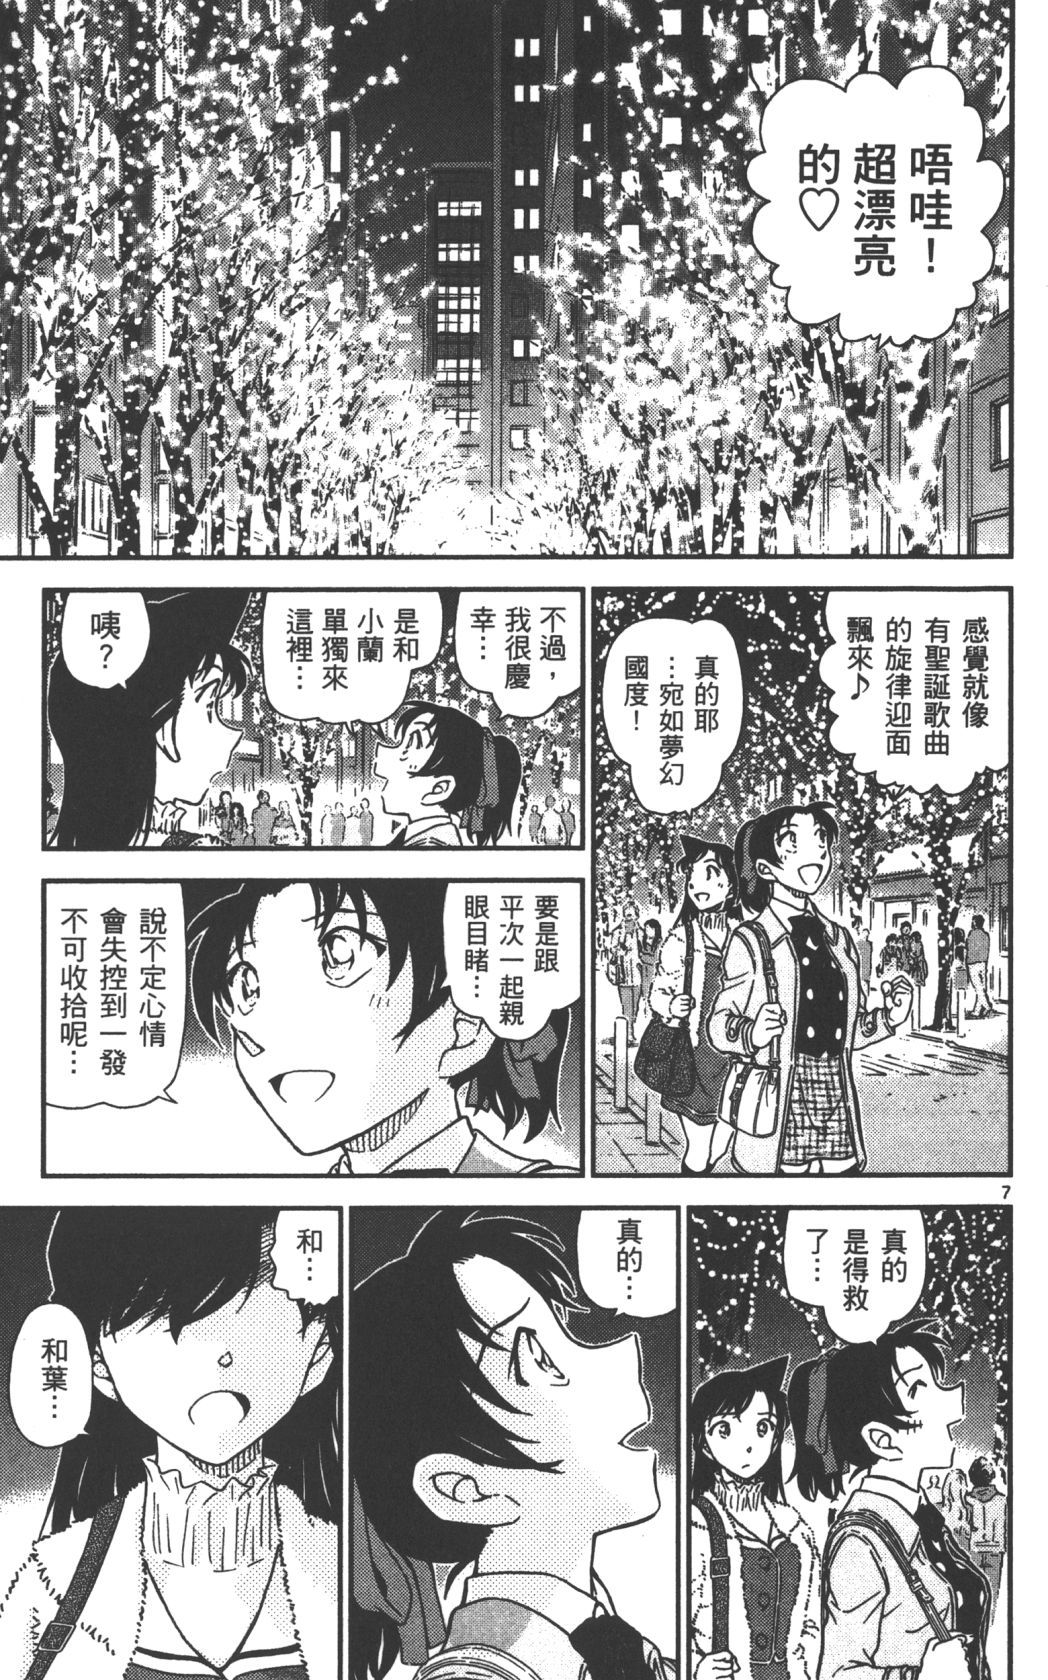 唔哇！
超漂亮
的♡
感覺就像
有聖誕歌曲
的旋律迎面
飄來♪
真的耶
…宛如夢幻
國度！
不過，
我很慶
幸…
是和
小蘭
單獨來
這裡…
咦？
要是跟
平次一起親
眼目睹…
說不定心情
會失控到一發
不可收拾呢…
7
真的
是得救
了…
真的…
和…
和葉…